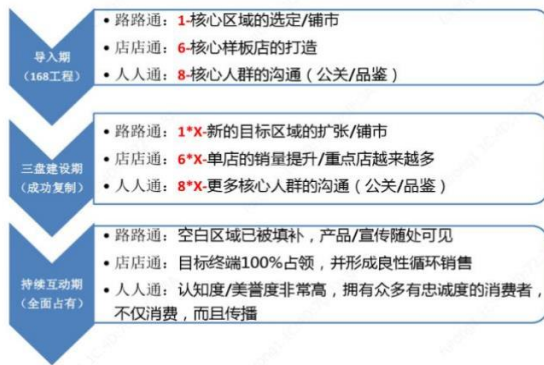 导入期
（168工程）
• 路路通：1-核心区域的选定/铺市
• 店店通：6-核心样板店的打造
• 人人通：8-核心人群的沟通（公关/品鉴）
三盘建设期
（成功复制）
• 路路通：1*X-新的目标区域的扩张/铺市
• 店店通：6*X-单店的销量提升/重点店越来越多
• 人人通：8*X-更多核心人群的沟通（公关/品鉴）
持续互动期
（全面占有）
• 路路通：空白区域已被填补，产品/宣传随处可见
• 店店通：目标终端100%占领，并形成良性循环销售
• 人人通：认知度/美誉度非常高，拥有众多有忠诚度的消费者，
不仅消费，而且传播